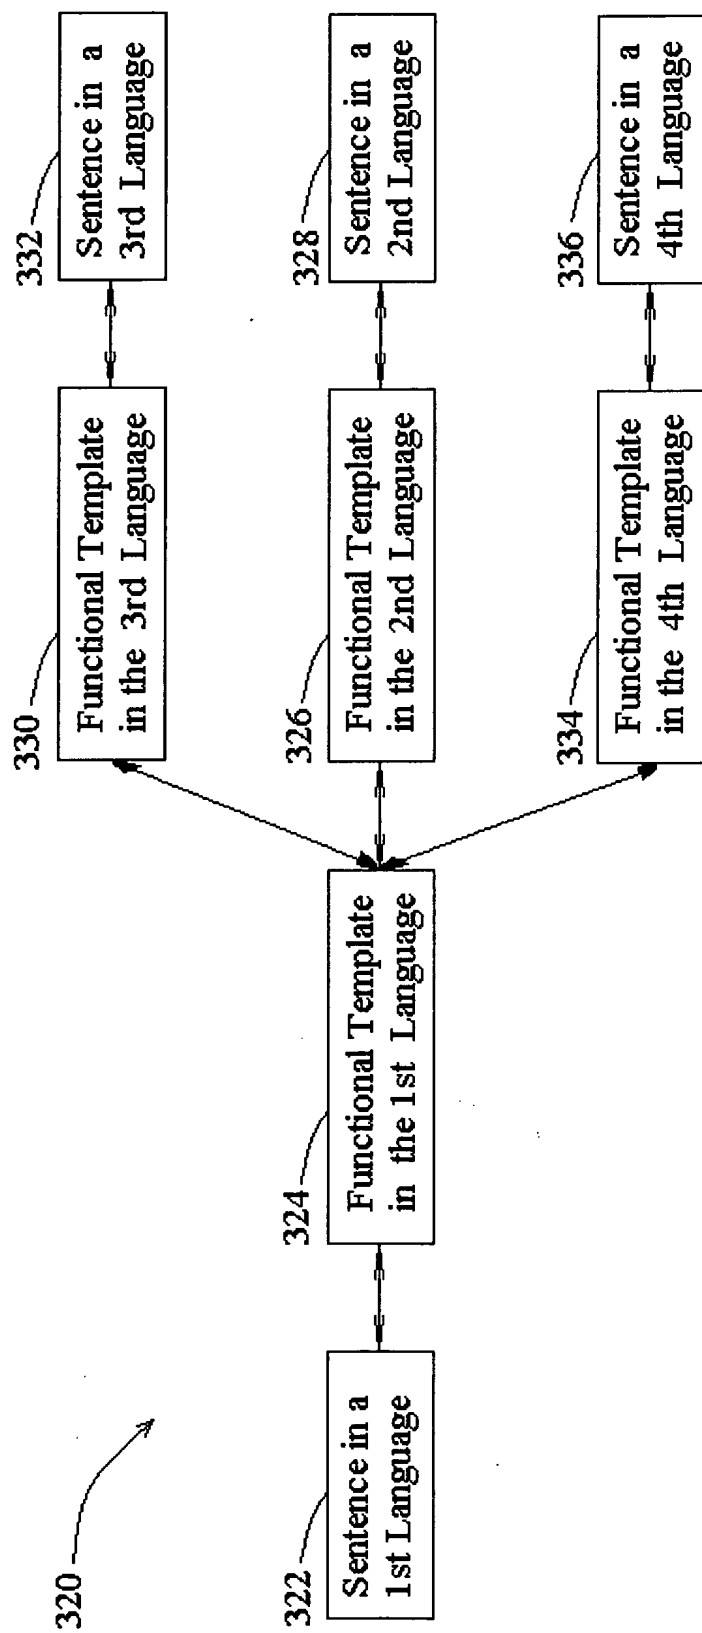 320
322
Sentence in a
1st Language
324
Functional Template
in the 1st Language
330
Functional Template
in the 3rd Language
332
Sentence in a
3rd Language
326
Functional Template
in the 2nd Language
328
Sentence in a
2nd Language
334
Functional Template
in the 4th Language
336
Sentence in a
4th Language